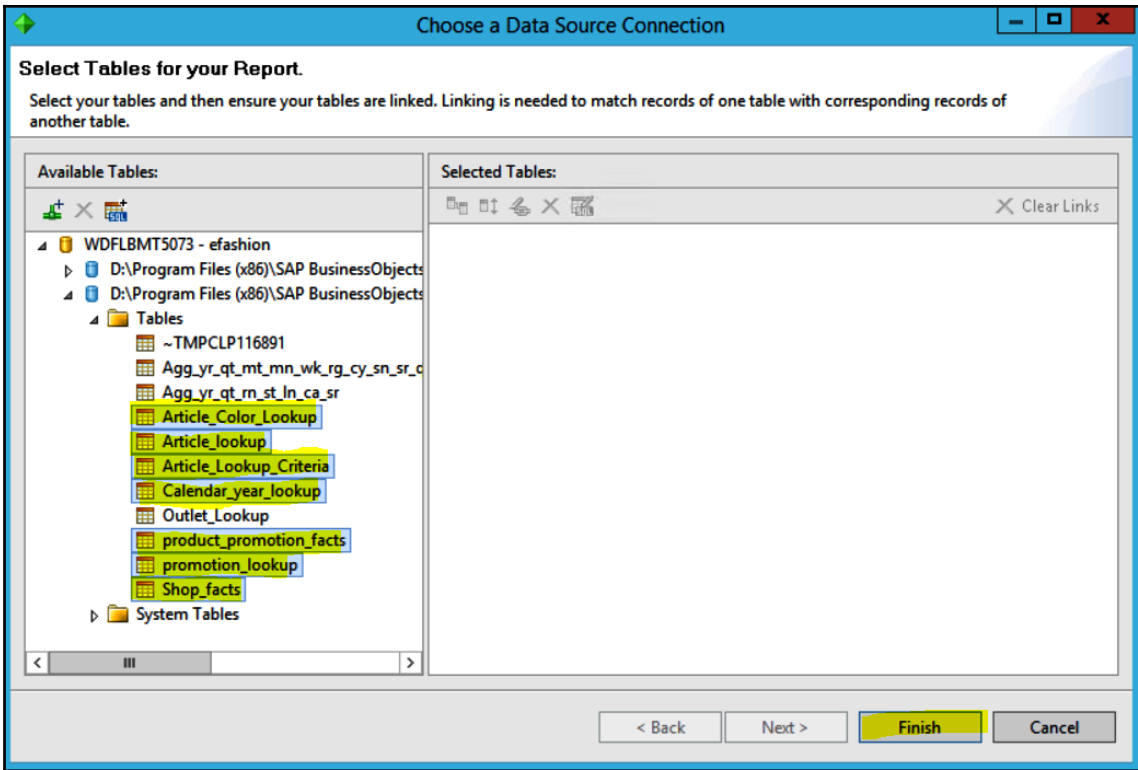 Choose a Data Source Connection
Select Tables for your Report.
Select your tables and then ensure your tables are linked. Linking is needed to match records of one table with corresponding records of
another table.
Available Tables:
Selected Tables:
SQL
Clear Links
WDFLBMT5073 - efashion
D:\Program Files (x86)\SAP BusinessObjects
D:\Program Files (x86)\SAP BusinessObjects
Tables
~TMPCLP116891
Agg_yr_qt_mt_mn_wk_rg_cy_sn_sr_
Agg_yr_qt_rn_st_ln_ca_sr
Article_Color_Lookup
Article_lookup
Article_Lookup_Criteria
Calendar_year_lookup
Outlet_Lookup
product_promotion_facts
promotion_lookup
Shop_facts
System Tables
< Back
Next >
Finish
Cancel